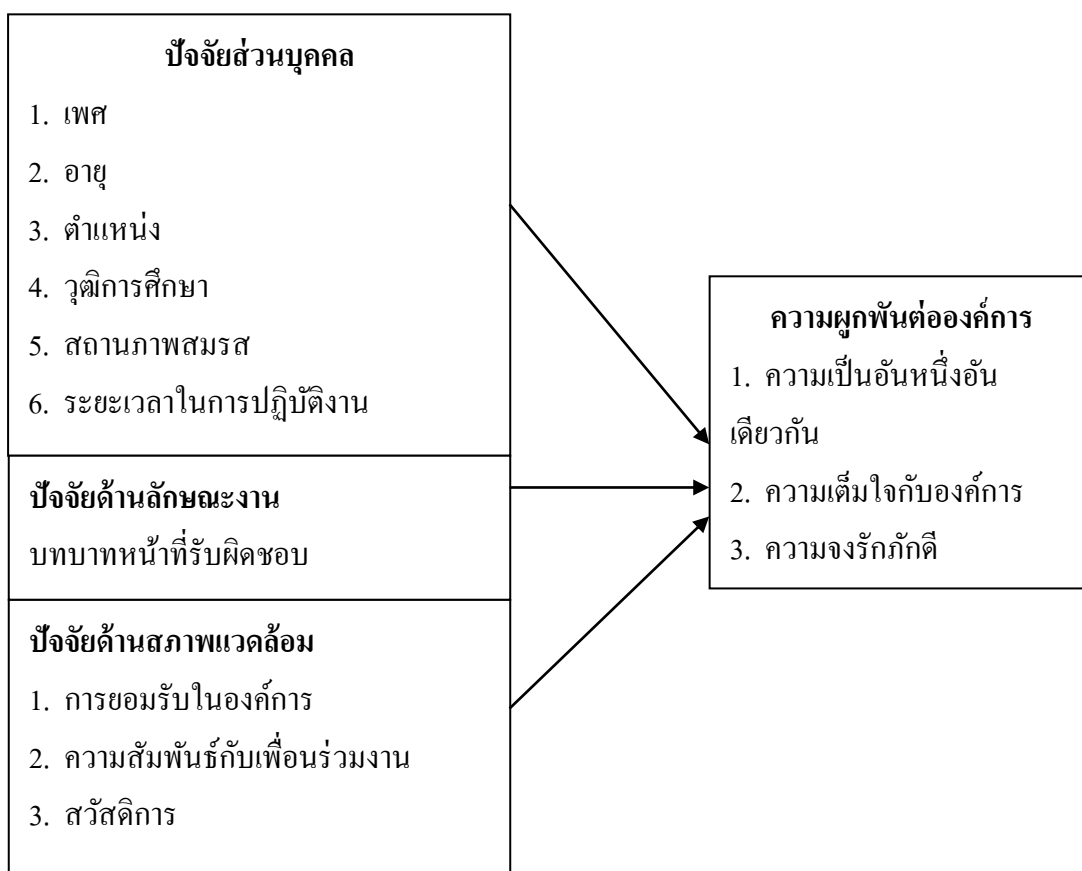 ปัจจัยส่วนบุคคล
1. เพศ
2. อายุ
3. ตำแหน่ง
4. วุฒิการศึกษา
5. สถานภาพสมรส
6. ระยะเวลาในการปฏิบัติงาน
ปัจจัยด้านลักษณะงาน
บทบาทหน้าที่รับผิดชอบ
ปัจจัยด้านสภาพแวดล้อม
1. การยอมรับในองค์การ
2. ความสัมพันธ์กับเพื่อนร่วมงาน
3. สวัสดิการ
ความผูกพันต่อองค์การ
1. ความเป็นอันหนึ่งอัน
เดียวกัน
2. ความเต็มใจกับองค์การ
3. ความจงรักภักดี